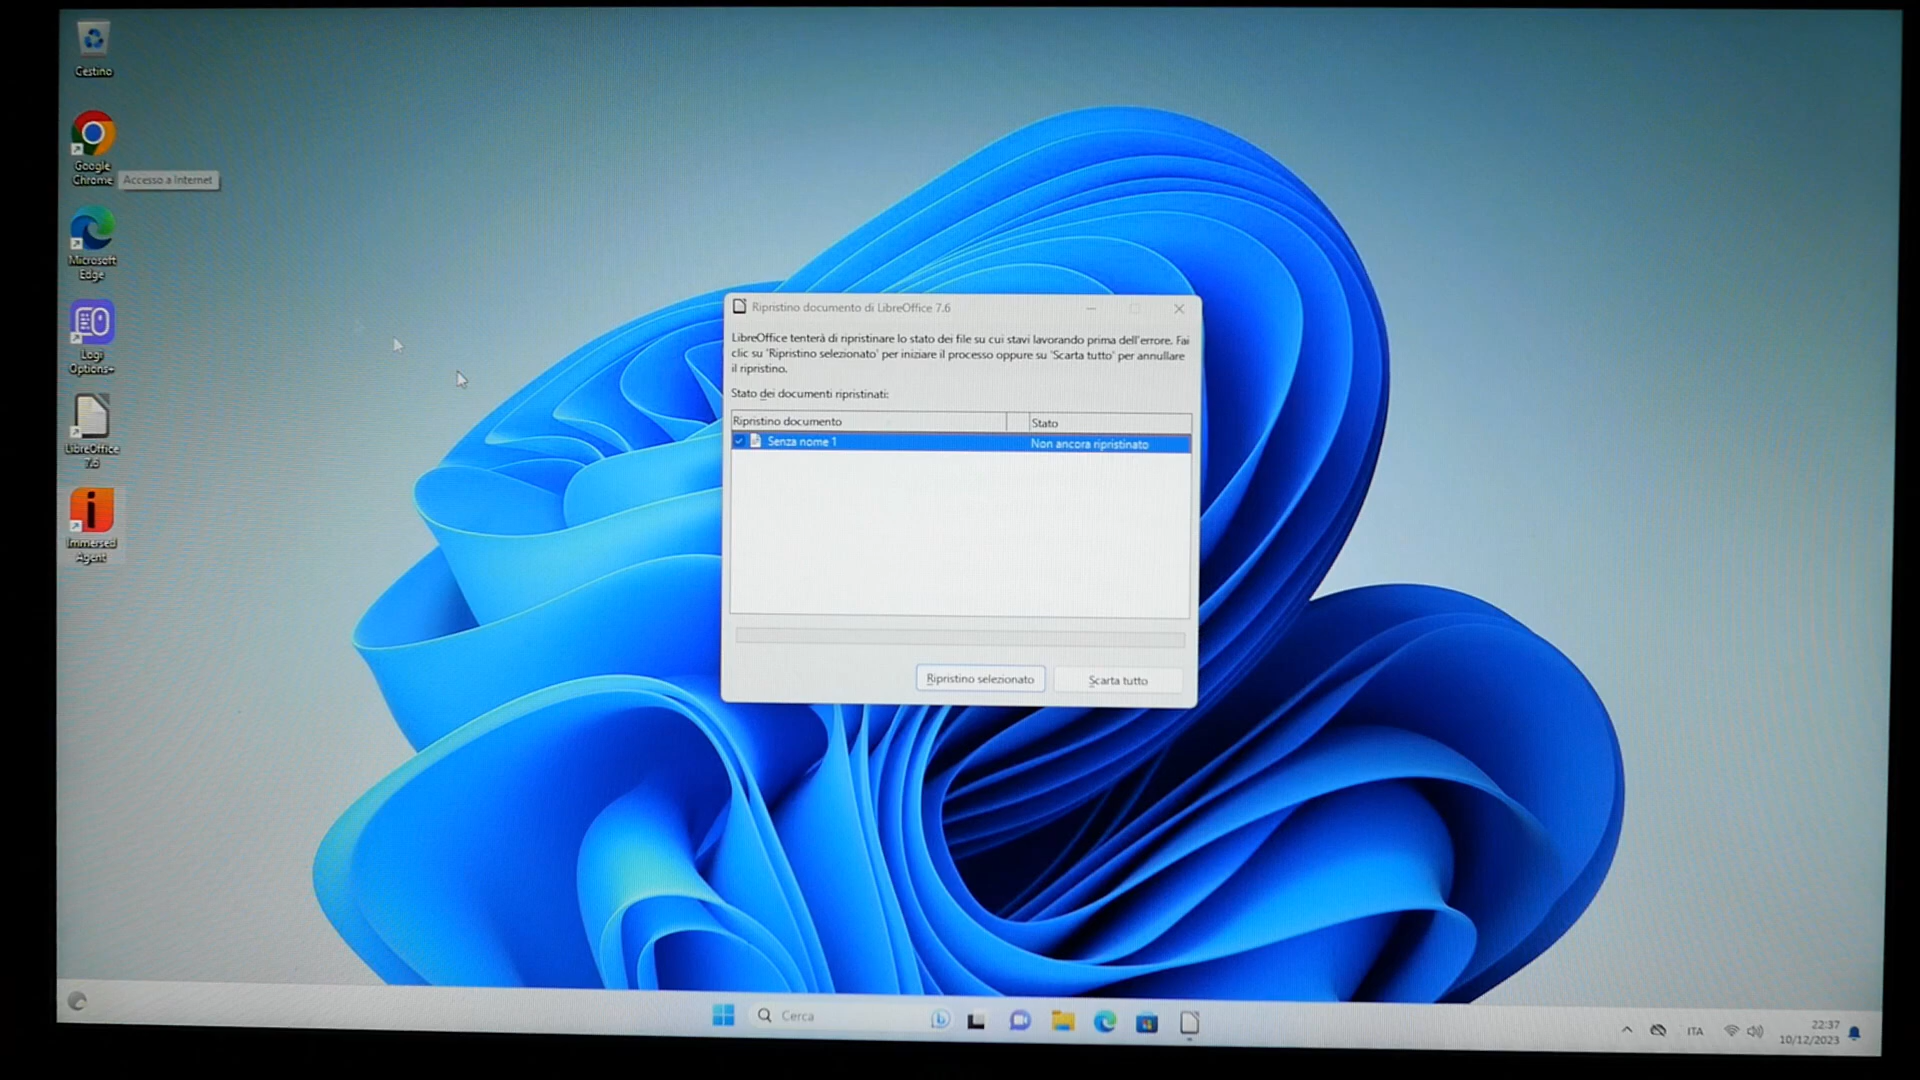 Cestino
Google
Chrome
Accesso a Internet
Microsoft
Edge
Logi
Options+
LibreOffice
7.6
Immersed
Agent
Ripristino documento di LibreOffice 7.6
LibreOffice tenterà di ripristinare lo stato dei file su cui stavi lavorando prima dell'errore. Fai
clic su 'Ripristino selezionato' per iniziare il processo oppure su 'Scarta tutto' per annullare
il ripristino.
Stato dei documenti ripristinati:
Ripristino documento Stato
Senza nome 1 Non ancora ripristinato
Ripristino selezionato Scarta tutto
Cerca
ITA
22:37
10/12/2023